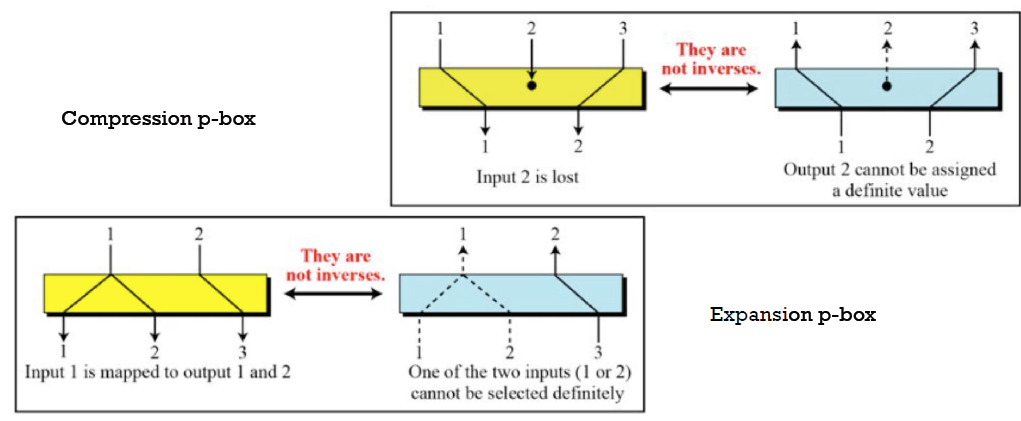 Compression p-box
1 2 3
They are
not inverses.
1 2 3
1 2
Input 2 is lost
1 2
Output 2 cannot be assigned
a definite value
1 2
They are
not inverses.
1 2
1 2 3
Input 1 is mapped to output 1 and 2
1 2 3
One of the two inputs (1 or 2)
cannot be selected definitely
Expansion p-box